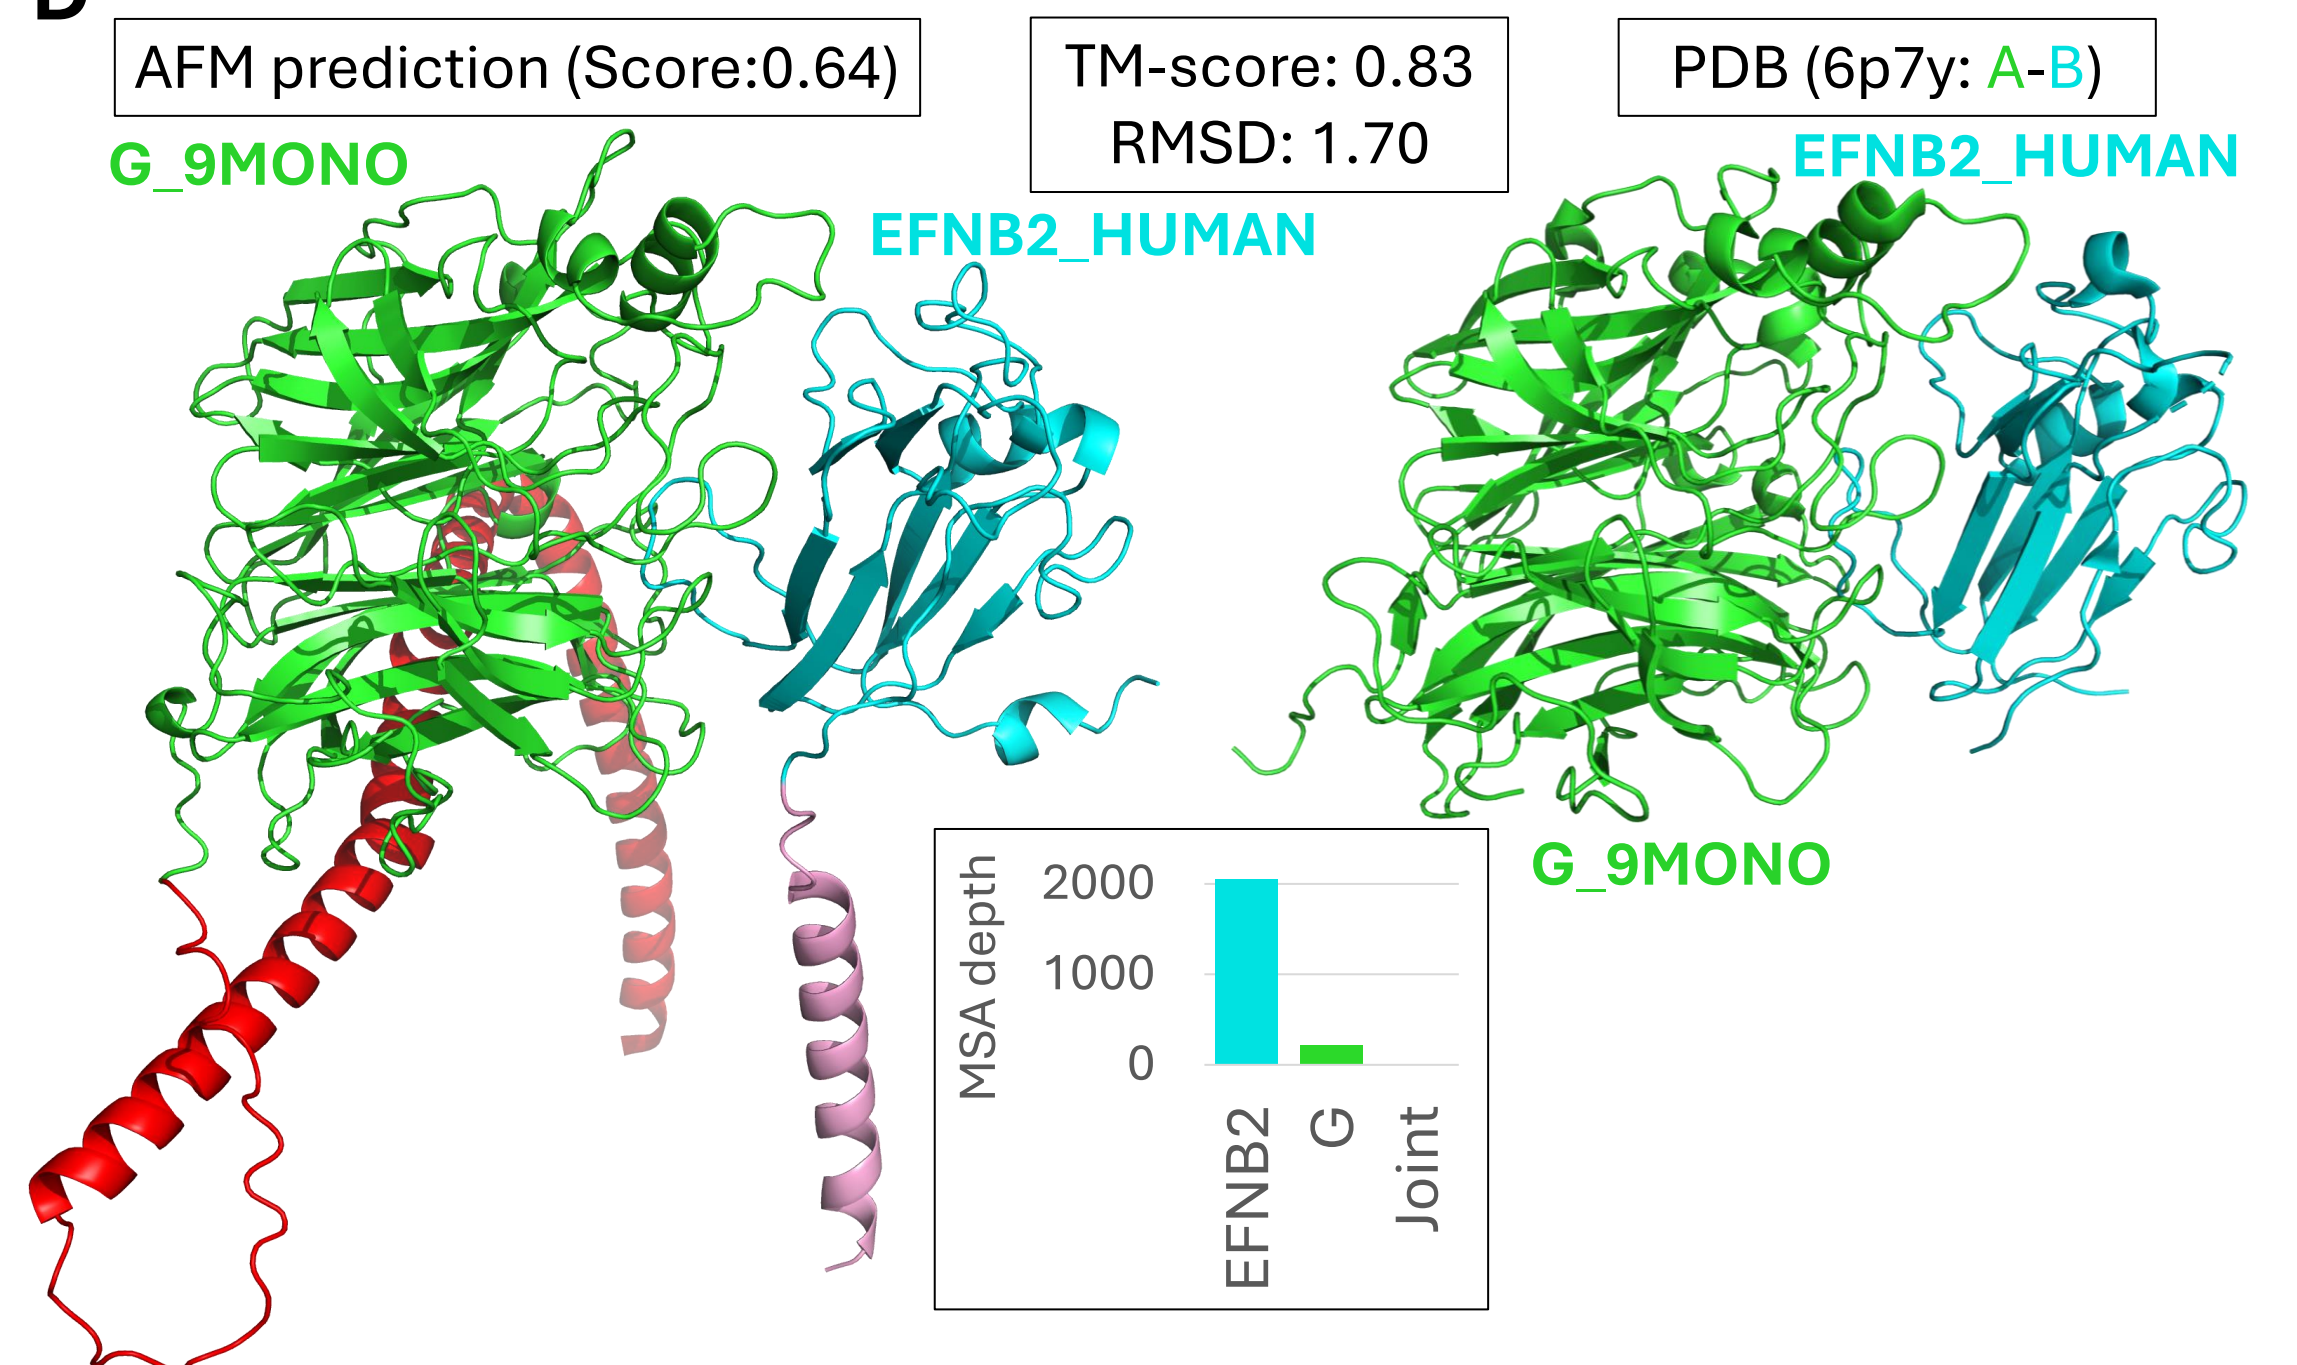 D
AFM prediction (Score:0.64)
TM-score: 0.83
RMSD: 1.70
PDB (6p7y: A-B)
G_9MONO
EFNB2_HUMAN
EFNB2_HUMAN
G_9MONO
MSA depth
2000
1000
0
EFNB2
G
Joint